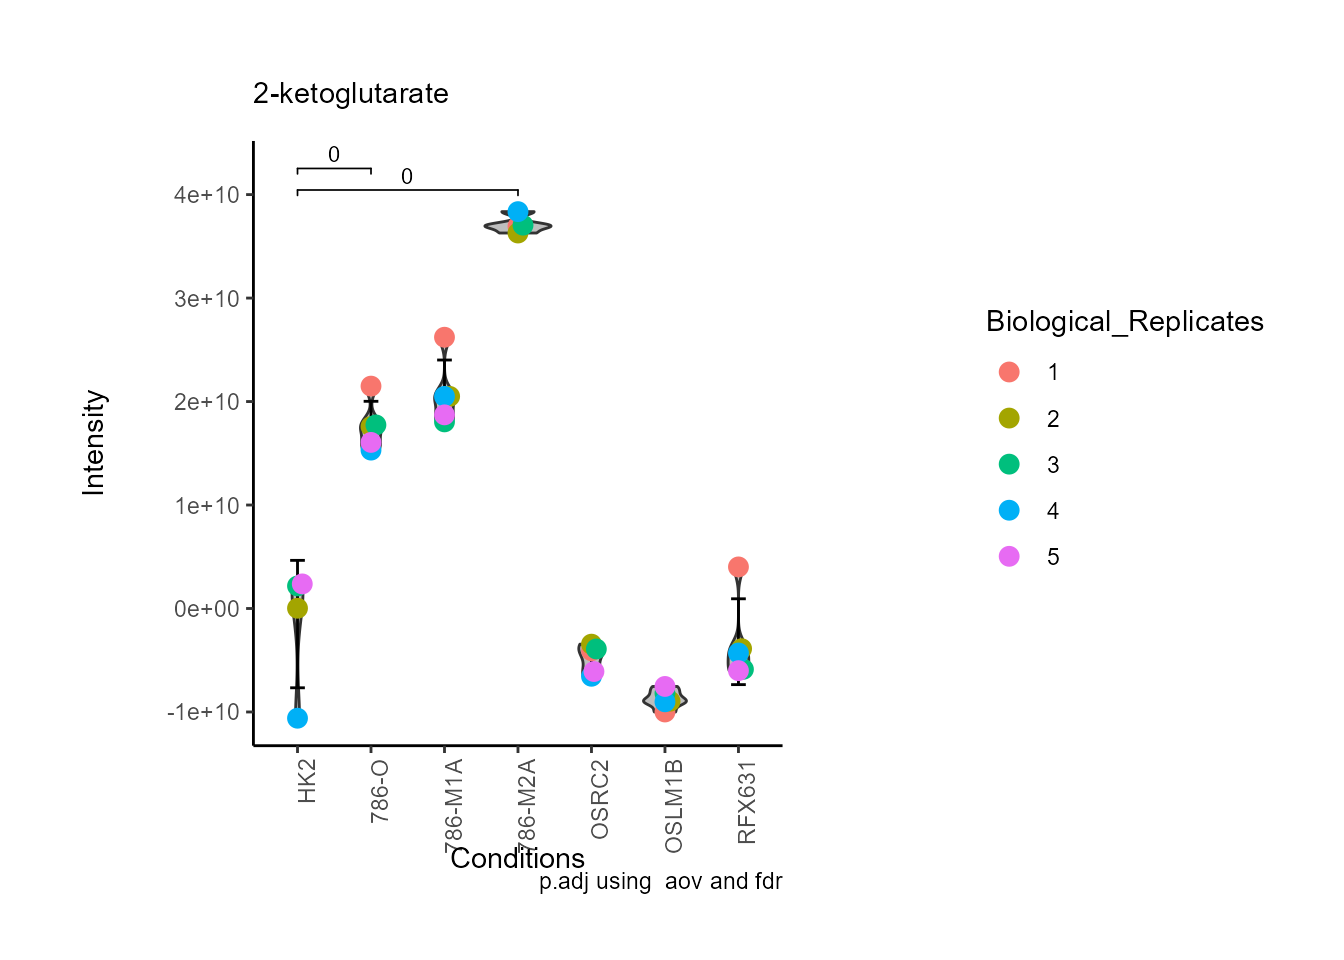 2-ketoglutarate
0
0
4e+10
3e+10
2e+10
1e+10
0e+00
-1e+10
Intensity
HK2
786-O
786-M1A
786-M2A
OSRC2
OSLM1B
RFX631
Conditions
p.adj using  aov and fdr
Biological_Replicates
1
2
3
4
5